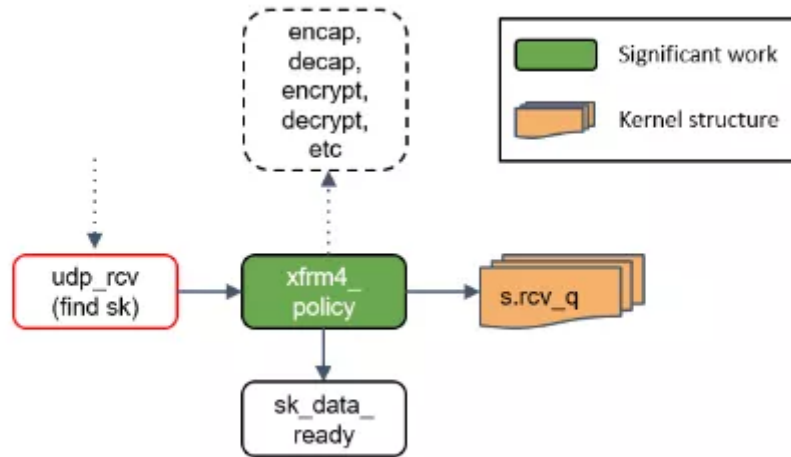 encap,
decap,
encrypt,
decrypt,
etc
Significant work
Kernel structure
udp_rcv
(find sk)
xfrm4_
policy
s.rcv_q
sk_data_
ready